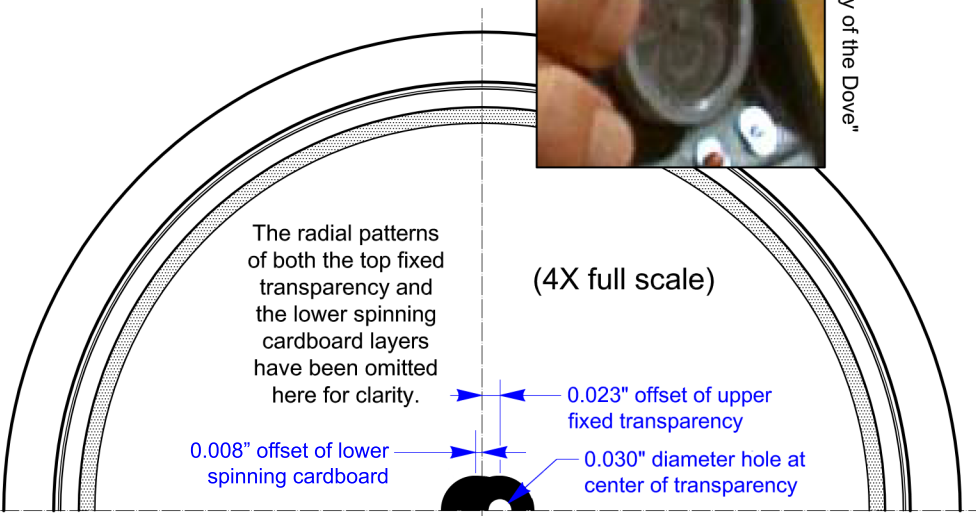 y of the Dove"
The radial patterns
of both the top fixed
transparency and
the lower spinning
cardboard layers
have been omitted
here for clarity.
(4X full scale)
0.023" offset of upper
fixed transparency
0.008” offset of lower
spinning cardboard
0.030" diameter hole at
center of transparency